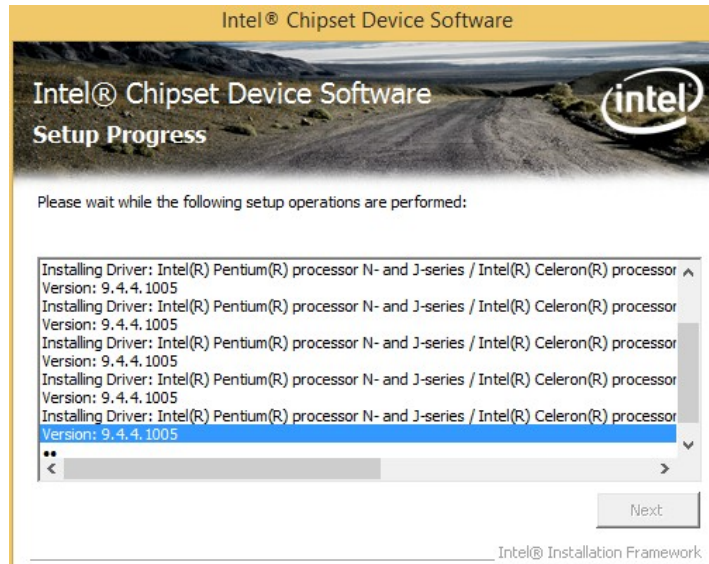 Intel® Chipset Device Software
Intel® Chipset Device Software
intel
Setup Progress
Please wait while the following setup operations are performed:
Installing Driver: Intel(R) Pentium(R) processor N- and J-series / Intel(R) Celeron(R) processor
Version: 9.4.4.1005
Installing Driver: Intel(R) Pentium(R) processor N- and J-series / Intel(R) Celeron(R) processor
Version: 9.4.4.1005
Installing Driver: Intel(R) Pentium(R) processor N- and J-series / Intel(R) Celeron(R) processor
Version: 9.4.4.1005
Installing Driver: Intel(R) Pentium(R) processor N- and J-series / Intel(R) Celeron(R) processor
Version: 9.4.4.1005
Installing Driver: Intel(R) Pentium(R) processor N- and J-series / Intel(R) Celeron(R) processor
Version: 9.4.4.1005
Next
Intel® Installation Framework